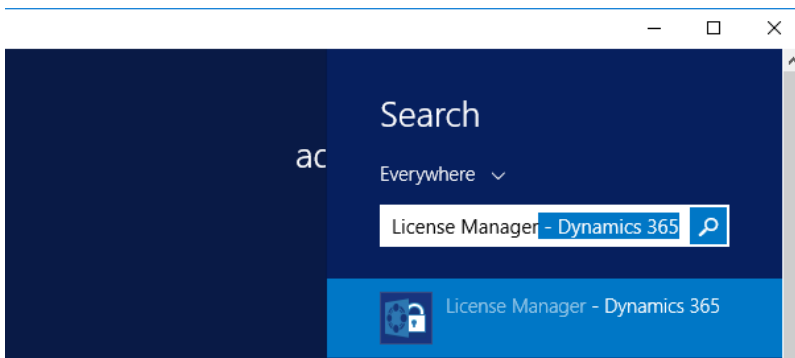 Search
ac
Everywhere
License Manager - Dynamics 365
License Manager - Dynamics 365